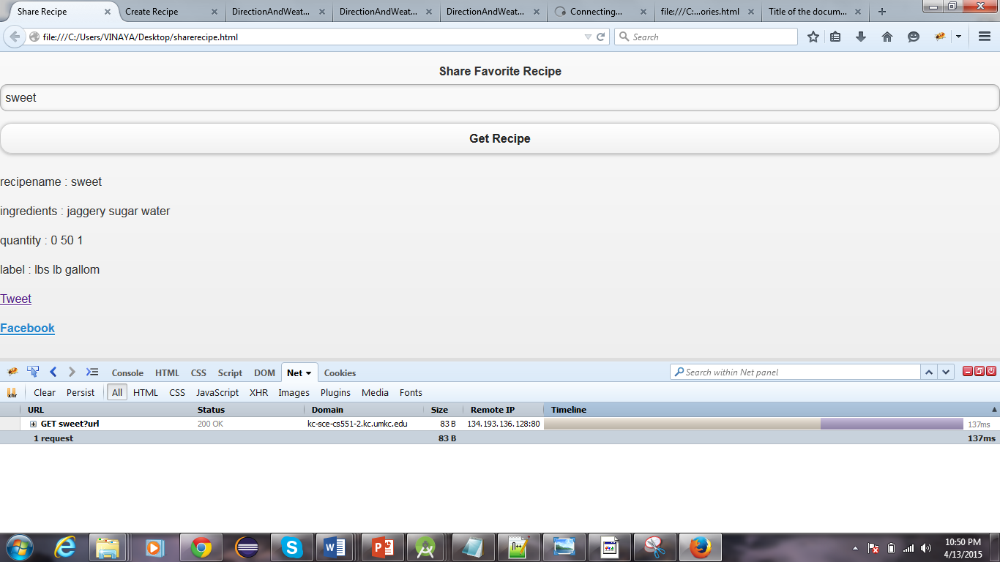 Share Recipe
Create Recipe
DirectionAndWeat...
DirectionAndWeat...
DirectionAndWeat...
Connecting...
file:///C:...ories.html
Title of the docum...
file:///C:/Users/VINAYA/Desktop/sharerecipe.html
Search
Share Favorite Recipe
sweet
Get Recipe
recipename : sweet
ingredients : jaggery sugar water
quantity : 0 50 1
label : lbs lb gallom
Tweet
Facebook
Console HTML CSS Script DOM Net Cookies
Search within Net panel
xhr Clear Persist All HTML CSS JavaScript XHR Images Plugins Media Fonts
URL Status Domain Size Remote IP Timeline
GET sweet?url 200 OK kc-sce-cs551-2.kc.umkc.edu 83 B 134.193.136.128:80 137ms
1 request 83 B 137ms
10:50 PM
4/13/2015